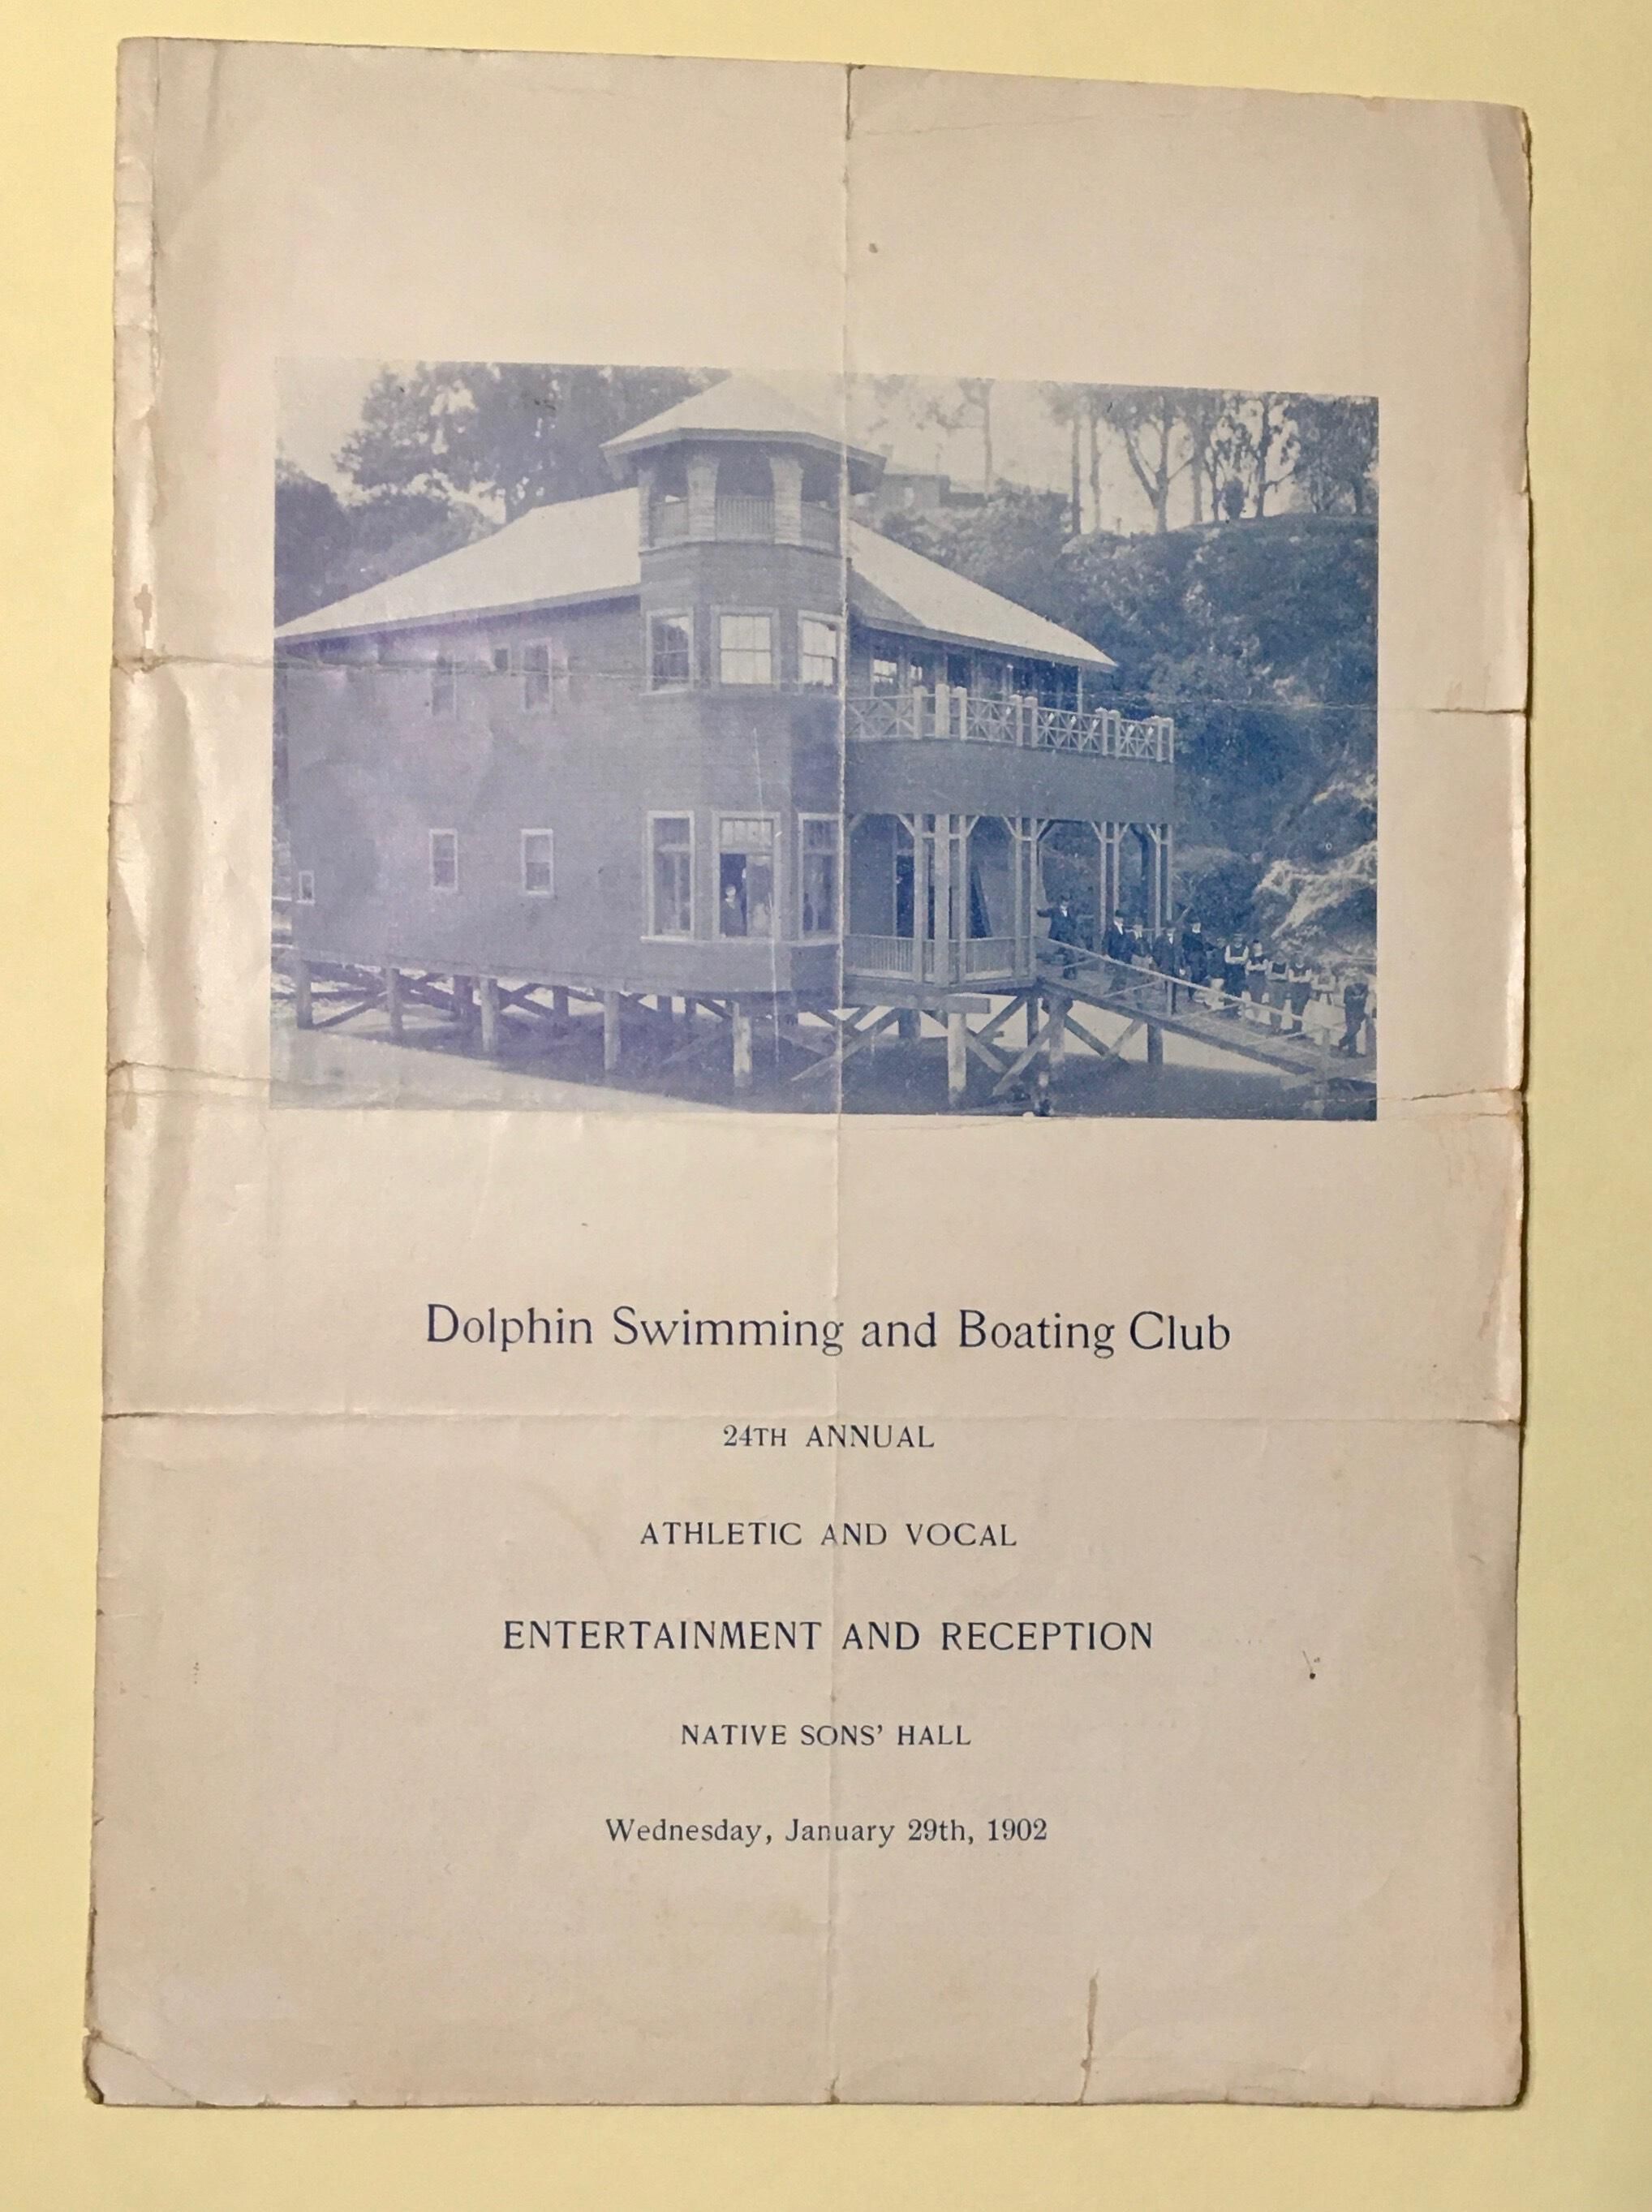 Dolphin Swimming and Boating Club
24TH ANNUAL
ATHLETIC AND VOCAL
ENTERTAINMENT AND RECEPTION
NATIVE SONS' HALL
Wednesday, January 29th, 1902